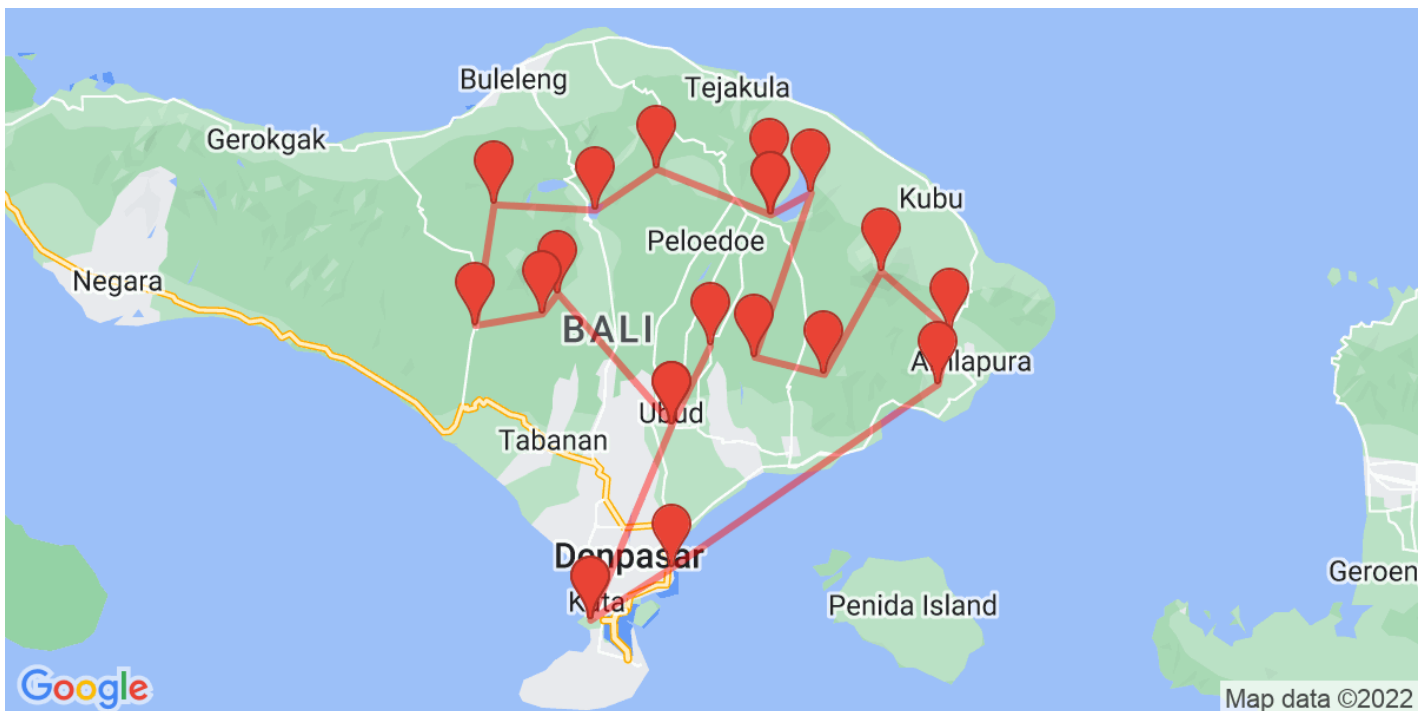 Buleleng
Tejakula
Gerokgak
Kubu
Peloedoe
Negara
BALI
Amlapura
Ubud
Tabanan
Denpasar
Kuta
Geroen
Penida Island
Google
Map data ©2022